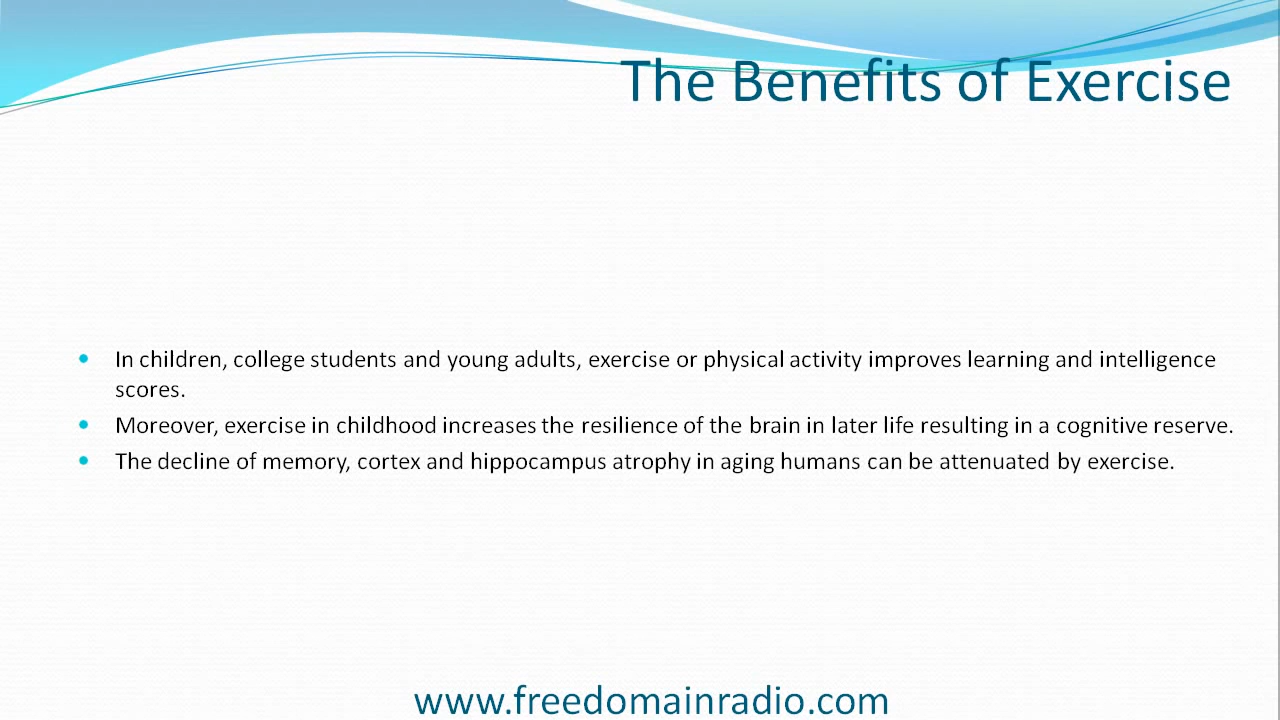 The Benefits of Exercise
In children, college students and young adults, exercise or physical activity improves learning and intelligence
scores.
Moreover, exercise in childhood increases the resilience of the brain in later life resulting in a cognitive reserve.
The decline of memory, cortex and hippocampus atrophy in aging humans can be attenuated by exercise.
www.freedomainradio.com